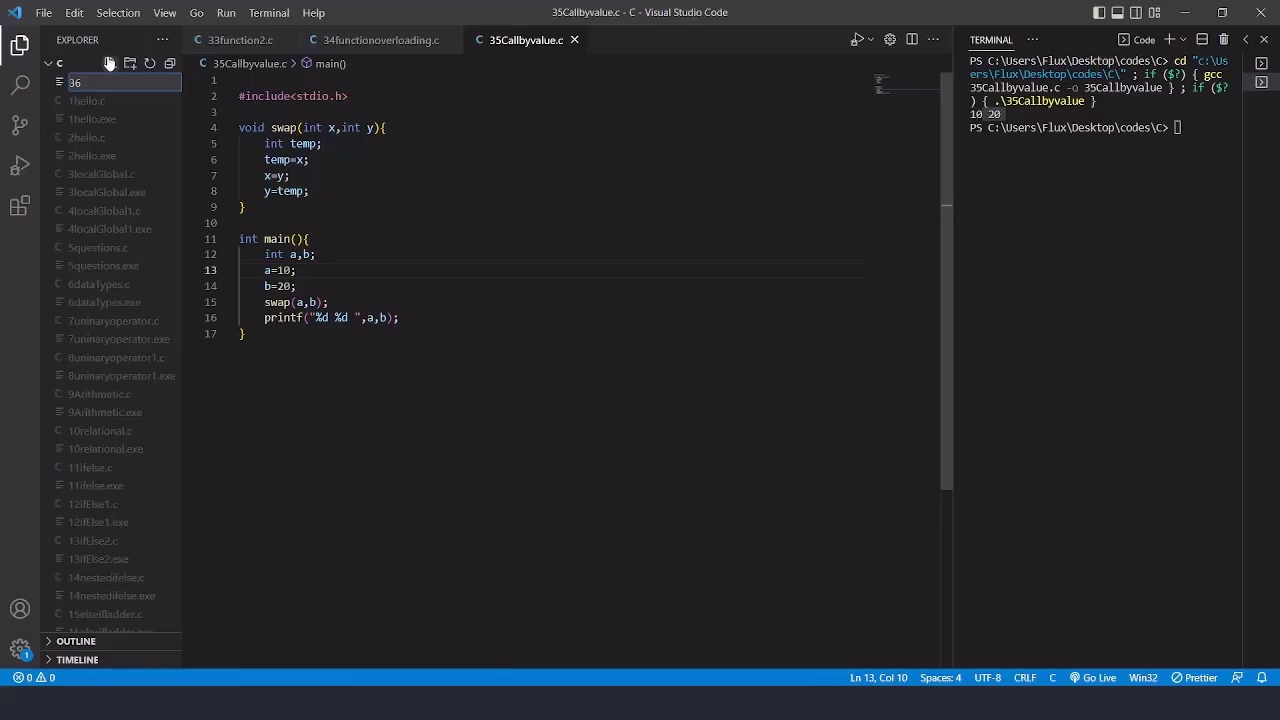 File Edit Selection View Go Run Terminal Help
35Callbyvalue.c - C - Visual Studio Code
EXPLORER
C
36
1hello.c
1hello.exe
2hello.c
2hello.exe
3localGlobal.c
3localGlobal.exe
4localGlobal1.c
4localGlobal1.exe
5questions.c
5questions.exe
6dataTypes.c
6dataTypes.exe
7uninaryoperator.c
7uninaryoperator.exe
8uninaryoperator1.c
8uninaryoperator1.exe
9Arithmetic.c
9Arithmetic.exe
10relational.c
10relational.exe
11ifelse.c
11ifelse.exe
12ifElse1.c
12ifElse1.exe
13ifElse2.c
13ifElse2.exe
14nestedifelse.c
14nestedifelse.exe
15elseifladder.c
OUTLINE
TIMELINE
33function2.c 34functionoverloading.c 35Callbyvalue.c
35Callbyvalue.c > main()
1
2 #include<stdio.h>
3
4 void swap(int x,int y){
5 int temp;
6 temp=x;
7 x=y;
8 y=temp;
9 }
10
11 int main(){
12 int a,b;
13 a=10;
14 b=20;
15 swap(a,b);
16 printf("%d %d ",a,b);
17 }
TERMINAL Code
PS C:\Users\Flux\Desktop\codes\C> cd "c:\Us
ers\Flux\Desktop\codes\C\" ; if ($?) { gcc
35Callbyvalue.c -o 35Callbyvalue } ; if ($?
) { .\35Callbyvalue }
10 20
PS C:\Users\Flux\Desktop\codes\C>
0 0 Ln 13, Col 10 Spaces: 4 UTF-8 CRLF C Go Live Win32 Prettier
1